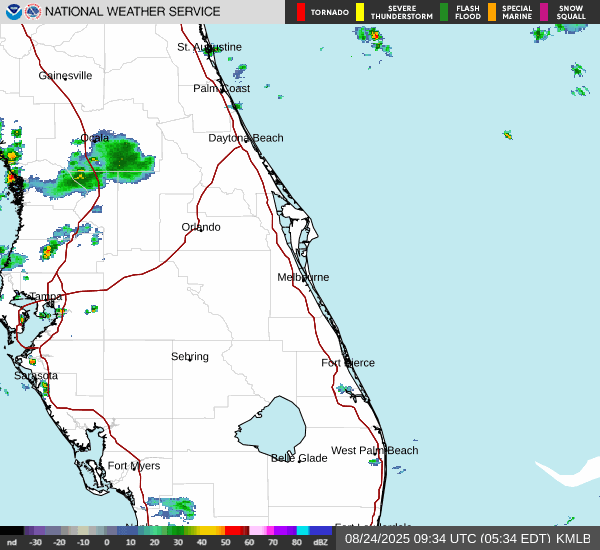 NATIONAL WEATHER SERVICE
TORNADO
SEVERE
THUNDERSTORM
FLASH
FLOOD
SPECIAL
MARINE
SNOW
SQUALL
St. Augustine
Gainesville
Palm Coast
Ocala
Daytona Beach
Orlando
Melbourne
Tampa
Sebring
Fort Pierce
Sarasota
West Palm Beach
Belle Glade
Fort Myers
Fort Lauderdale
nd -30 -20 -10 0 10 20 30 40 50 60 70 80 dBZ
08/24/2025 09:34 UTC (05:34 EDT) KMLB